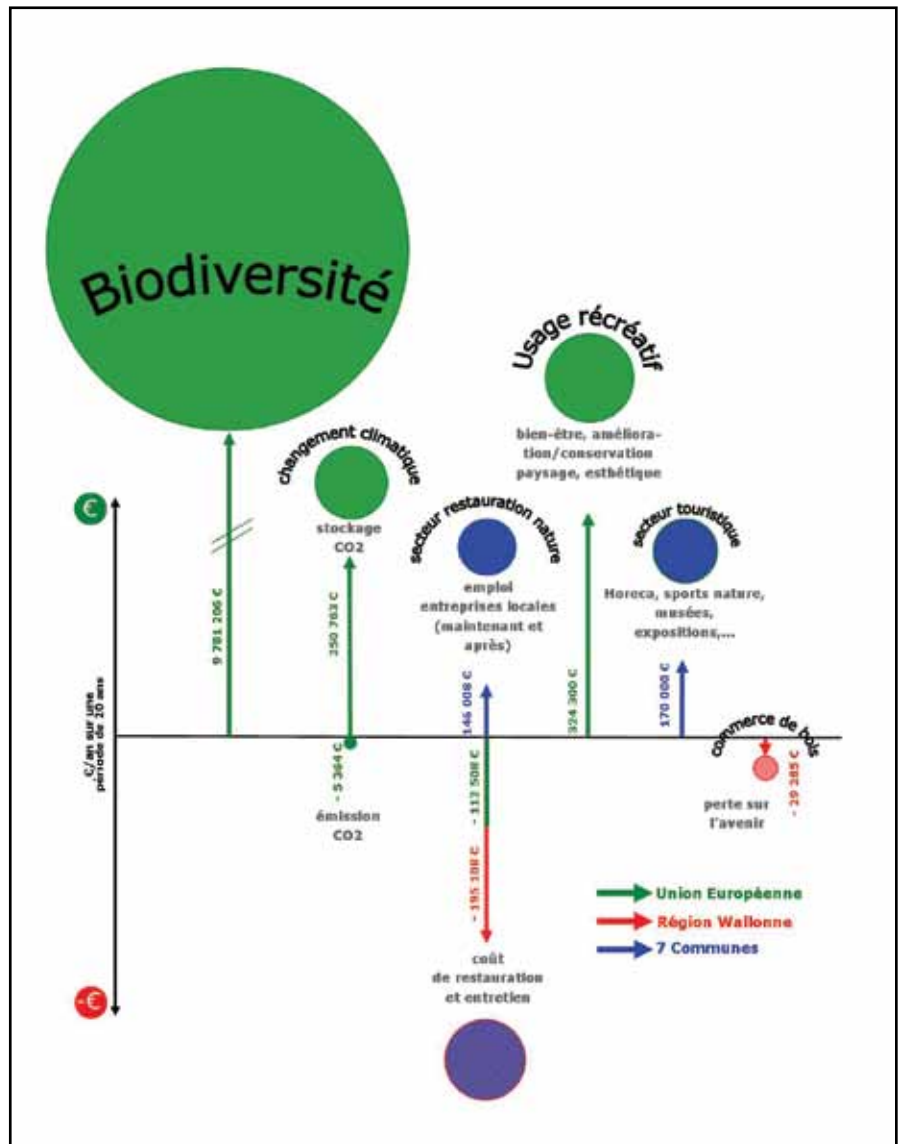 Biodiversité
9 781 206 €
changement climatique
stockage
CO2
250 763 €
- 5 364 €
émission
CO2
secteur restauration nature
emploi
entreprises locales
(maintenant et
après)
146 008 €
- 112 508 €
- 195 108 €
coût
de restauration
et entretien
Usage récréatif
bien-être, améliora-
tion/conservation
paysage, esthétique
324 300 €
secteur touristique
Horeca, sports nature,
musées,
expositions,...
170 000 €
commerce de bois
- 29 285 €
perte sur
l'avenir
€
€/an sur une
période de 20 ans
-€
Union Européenne
Région Wallonne
7 Communes